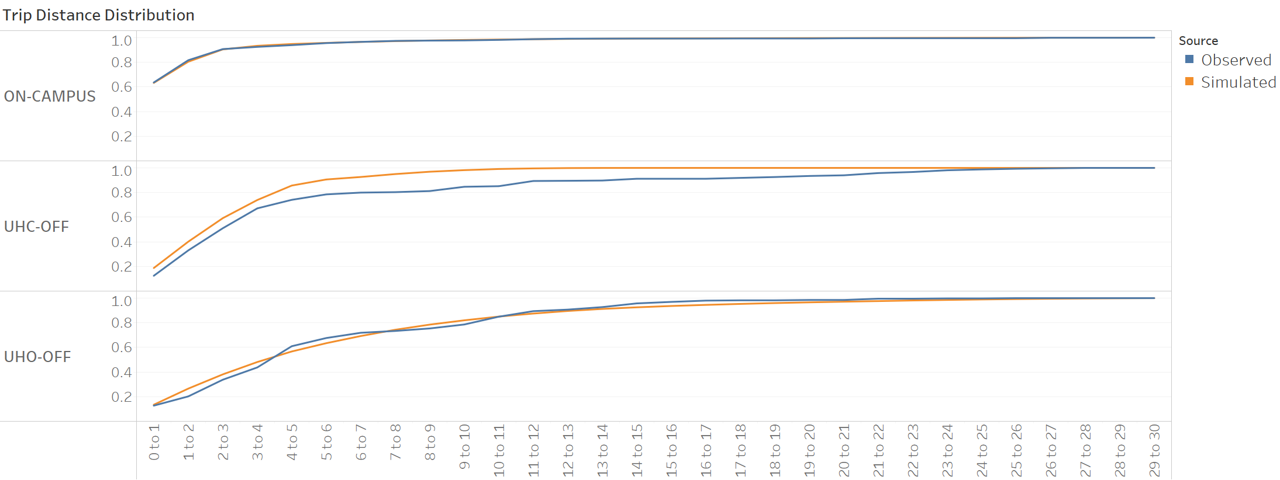 Trip Distance Distribution
Source
Observed
Simulated
ON-CAMPUS
1.0
0.8
0.6
0.4
0.2
UHC-OFF
1.0
0.8
0.6
0.4
0.2
UHO-OFF
1.0
0.8
0.6
0.4
0.2
0 to 1
1 to 2
2 to 3
3 to 4
4 to 5
5 to 6
6 to 7
7 to 8
8 to 9
9 to 10
10 to 11
11 to 12
12 to 13
13 to 14
14 to 15
15 to 16
16 to 17
17 to 18
18 to 19
19 to 20
20 to 21
21 to 22
22 to 23
23 to 24
24 to 25
25 to 26
26 to 27
27 to 28
28 to 29
29 to 30